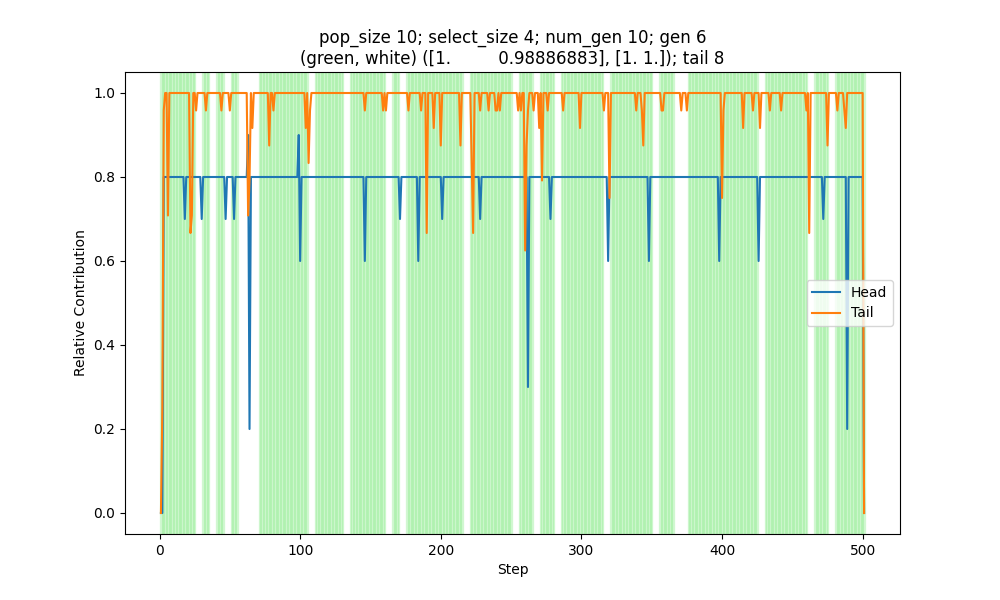 pop_size 10; select_size 4; num_gen 10; gen 6
(green, white) ([1.          0.98886883], [1. 1.]); tail 8
1.0
0.8
0.6
0.4
0.2
0.0
Relative Contribution
Head
Tail
0
100
200
300
400
500
Step